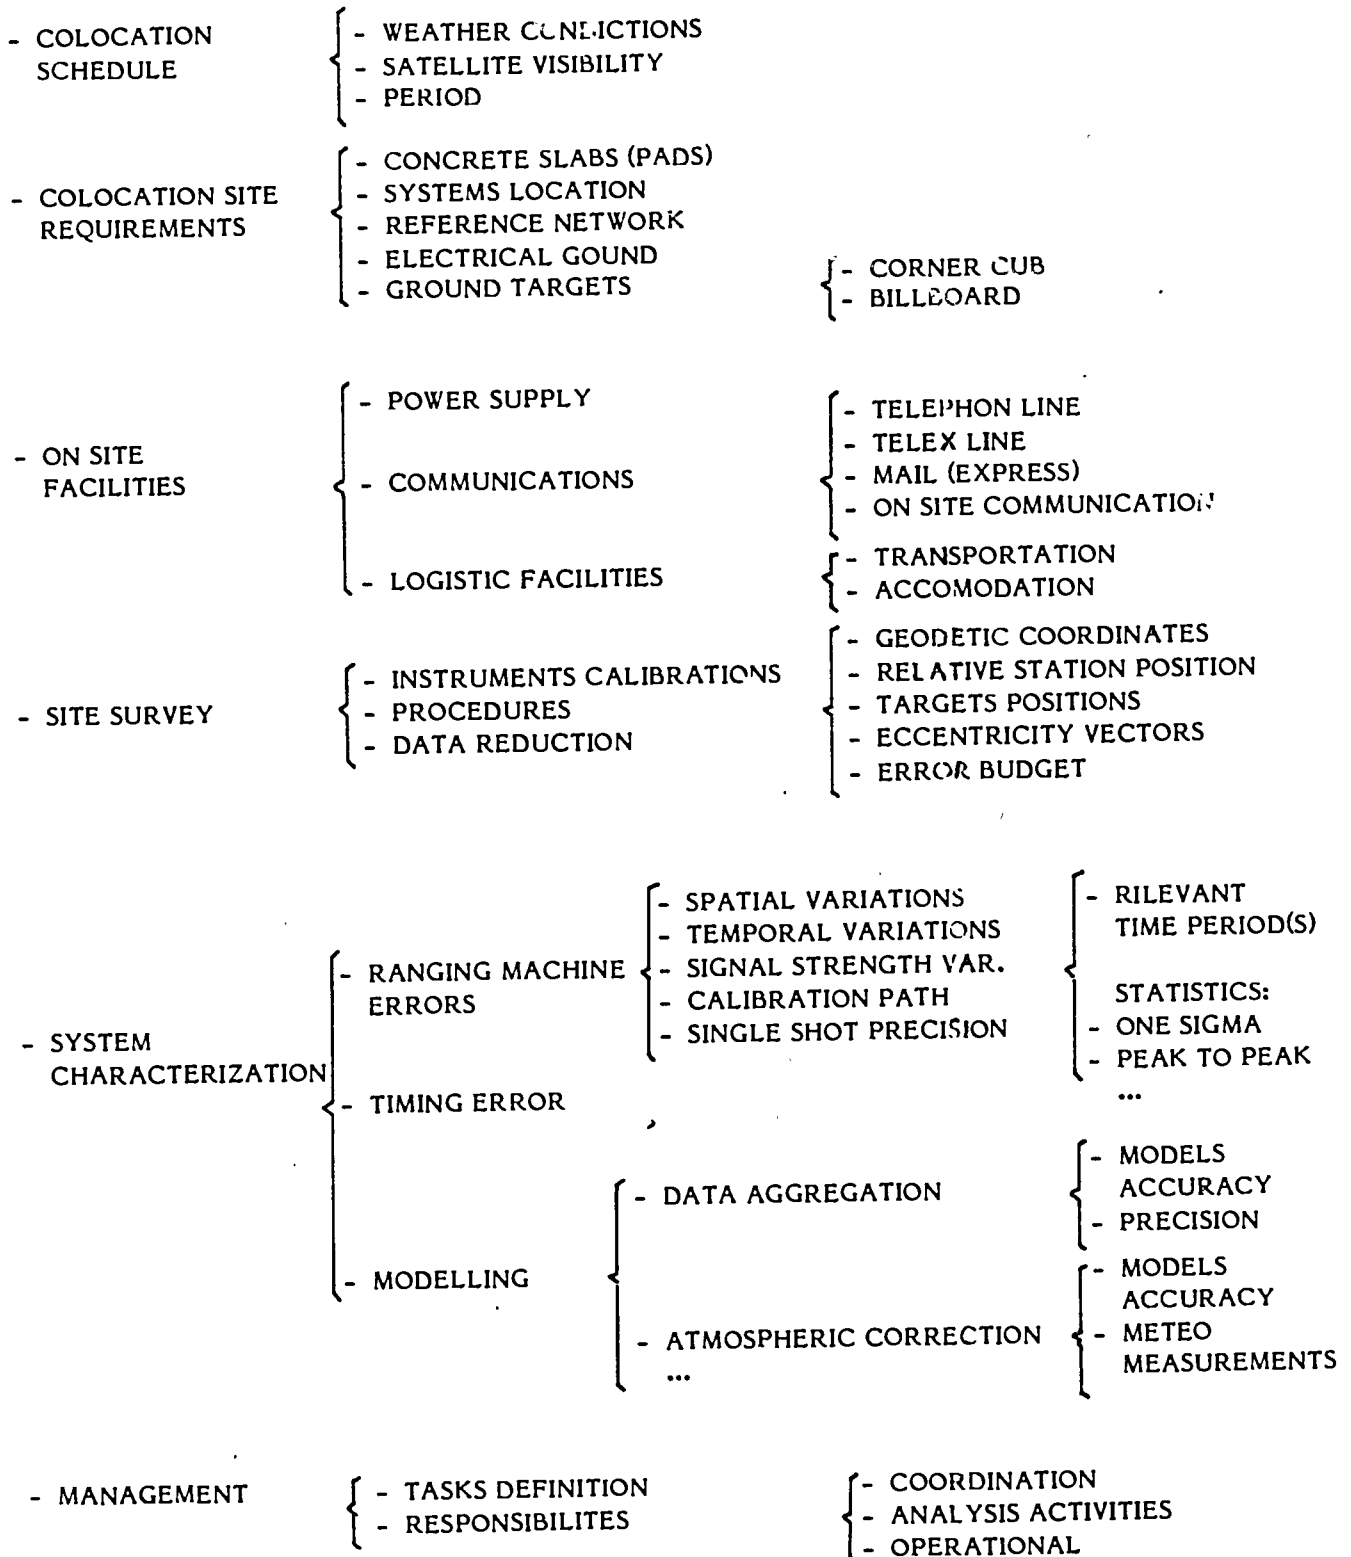 - COLOCATION SCHEDULE
- WEATHER CONDICTIONS
- SATELLITE VISIBILITY
- PERIOD
- COLOCATION SITE REQUIREMENTS
- CONCRETE SLABS (PADS)
- SYSTEMS LOCATION
- REFERENCE NETWORK
- ELECTRICAL GOUND
- GROUND TARGETS
- CORNER CUB
- BILLBOARD
- ON SITE FACILITIES
- POWER SUPPLY
- COMMUNICATIONS
- TELEPHON LINE
- TELEX LINE
- MAIL (EXPRESS)
- ON SITE COMMUNICATION
- LOGISTIC FACILITIES
- TRANSPORTATION
- ACCOMODATION
- SITE SURVEY
- INSTRUMENTS CALIBRATIONS
- PROCEDURES
- DATA REDUCTION
- GEODETIC COORDINATES
- RELATIVE STATION POSITION
- TARGETS POSITIONS
- ECCENTRICITY VECTORS
- ERROR BUDGET
- SYSTEM CHARACTERIZATION
- RANGING MACHINE ERRORS
- SPATIAL VARIATIONS
- TEMPORAL VARIATIONS
- SIGNAL STRENGTH VAR.
- CALIBRATION PATH
- SINGLE SHOT PRECISION
- RILEVANT TIME PERIOD(S)
STATISTICS:
- ONE SIGMA
- PEAK TO PEAK
...
- TIMING ERROR
- MODELLING
- DATA AGGREGATION
- MODELS ACCURACY
- PRECISION
- ATMOSPHERIC CORRECTION
...
- MODELS ACCURACY
- METEO MEASUREMENTS
- MANAGEMENT
- TASKS DEFINITION
- RESPONSIBILITES
- COORDINATION
- ANALYSIS ACTIVITIES
- OPERATIONAL